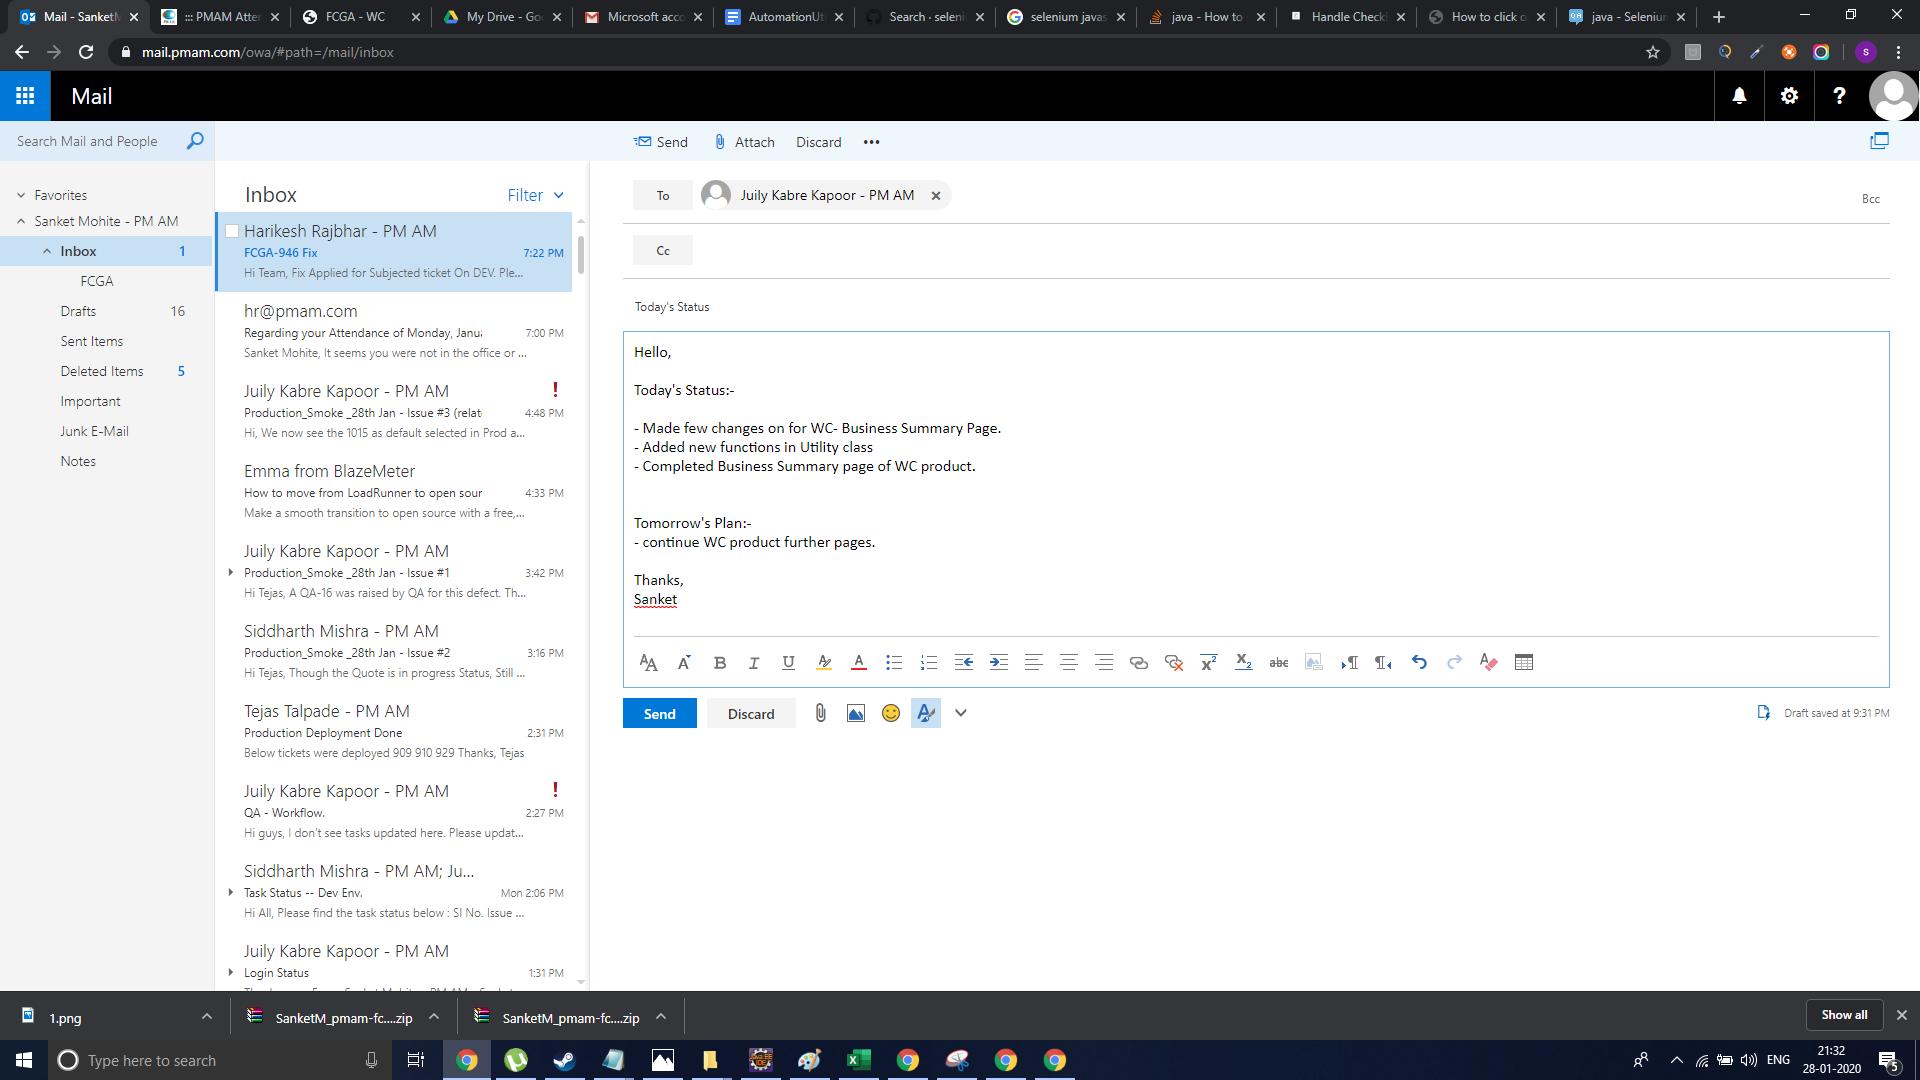 Mail - SanketM
::: PMAM Atten
FCGA - WC
My Drive - Goo
Microsoft acco
AutomationUt
Search · seleni
selenium javas
java - How to
Handle Check
How to click o
java - Seleniur
mail.pmam.com/owa/#path=/mail/inbox
s
Mail
?
Search Mail and People
Send
Attach
Discard
•••
Favorites
Sanket Mohite - PM AM
Inbox 1
FCGA
Drafts 16
Sent Items
Deleted Items 5
Important
Junk E-Mail
Notes
Inbox
Filter
Harikesh Rajbhar - PM AM
FCGA-946 Fix 7:22 PM
Hi Team, Fix Applied for Subjected ticket On DEV. Ple...
hr@pmam.com
Regarding your Attendance of Monday, Janua 7:00 PM
Sanket Mohite, It seems you were not in the office or ...
Juily Kabre Kapoor - PM AM !
Production_Smoke _28th Jan - Issue #3 (relat 4:48 PM
Hi, We now see the 1015 as default selected in Prod a...
Emma from BlazeMeter
How to move from LoadRunner to open sour 4:33 PM
Make a smooth transition to open source with a free,...
Juily Kabre Kapoor - PM AM
Production_Smoke _28th Jan - Issue #1 3:42 PM
Hi Tejas, A QA-16 was raised by QA for this defect. Th...
Siddharth Mishra - PM AM
Production_Smoke _28th Jan - Issue #2 3:16 PM
Hi Tejas, Though the Quote is in progress Status, Still ...
Tejas Talpade - PM AM
Production Deployment Done 2:31 PM
Below tickets were deployed 909 910 929 Thanks, Tejas
Juily Kabre Kapoor - PM AM !
QA - Workflow. 2:27 PM
Hi guys, I don't see tasks updated here. Please updat...
Siddharth Mishra - PM AM; Ju...
Task Status -- Dev Env. Mon 2:06 PM
Hi All, Please find the task status below : Sl No. Issue ...
Juily Kabre Kapoor - PM AM
Login Status 1:31 PM
To Juily Kabre Kapoor - PM AM
Bcc
Cc
Today's Status
Hello,
Today's Status:-
- Made few changes on for WC- Business Summary Page.
- Added new functions in Utility class
- Completed Business Summary page of WC product.
Tomorrow's Plan:-
- continue WC product further pages.
Thanks,
Sanket
Send
Discard
Draft saved at 9:31 PM
1.png
SanketM_pmam-fc....zip
SanketM_pmam-fc....zip
Show all
Type here to search
ENG
21:32
28-01-2020
5